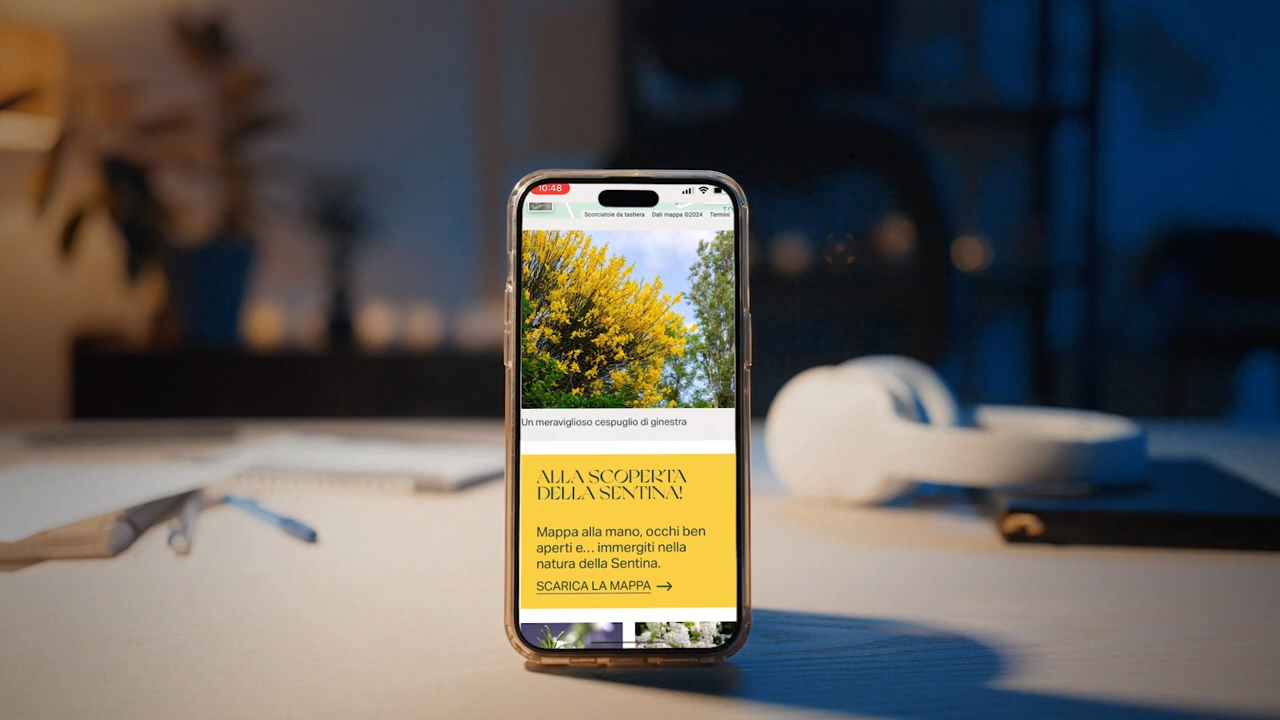 10:48
Scorciatoie da tastiera Dati mappa ©2024 Termini
Un meraviglioso cespuglio di ginestra
ALLA SCOPERTA
DELLA SENTINA!
Mappa alla mano, occhi ben
aperti e... immergiti nella
natura della Sentina.
SCARICA LA MAPPA →